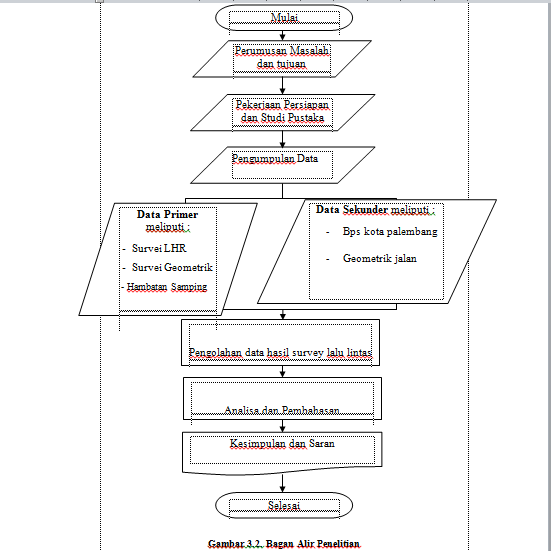 Mulai
Perumusan Masalah
dan tujuan
Pekerjaan Persiapan
dan Studi Pustaka
Pengumpulan Data
Data Primer
meliputi :
- Survei LHR
- Survei Geometrik
- Hambatan Samping
Data Sekunder meliputi :
- Bps kota palembang
- Geometrik jalan
Pengolahan data hasil survey lalu lintas
Analisa dan Pembahasan
Kesimpulan dan Saran
Selesai
Gambar 3.2. Bagan Alir Penelitian